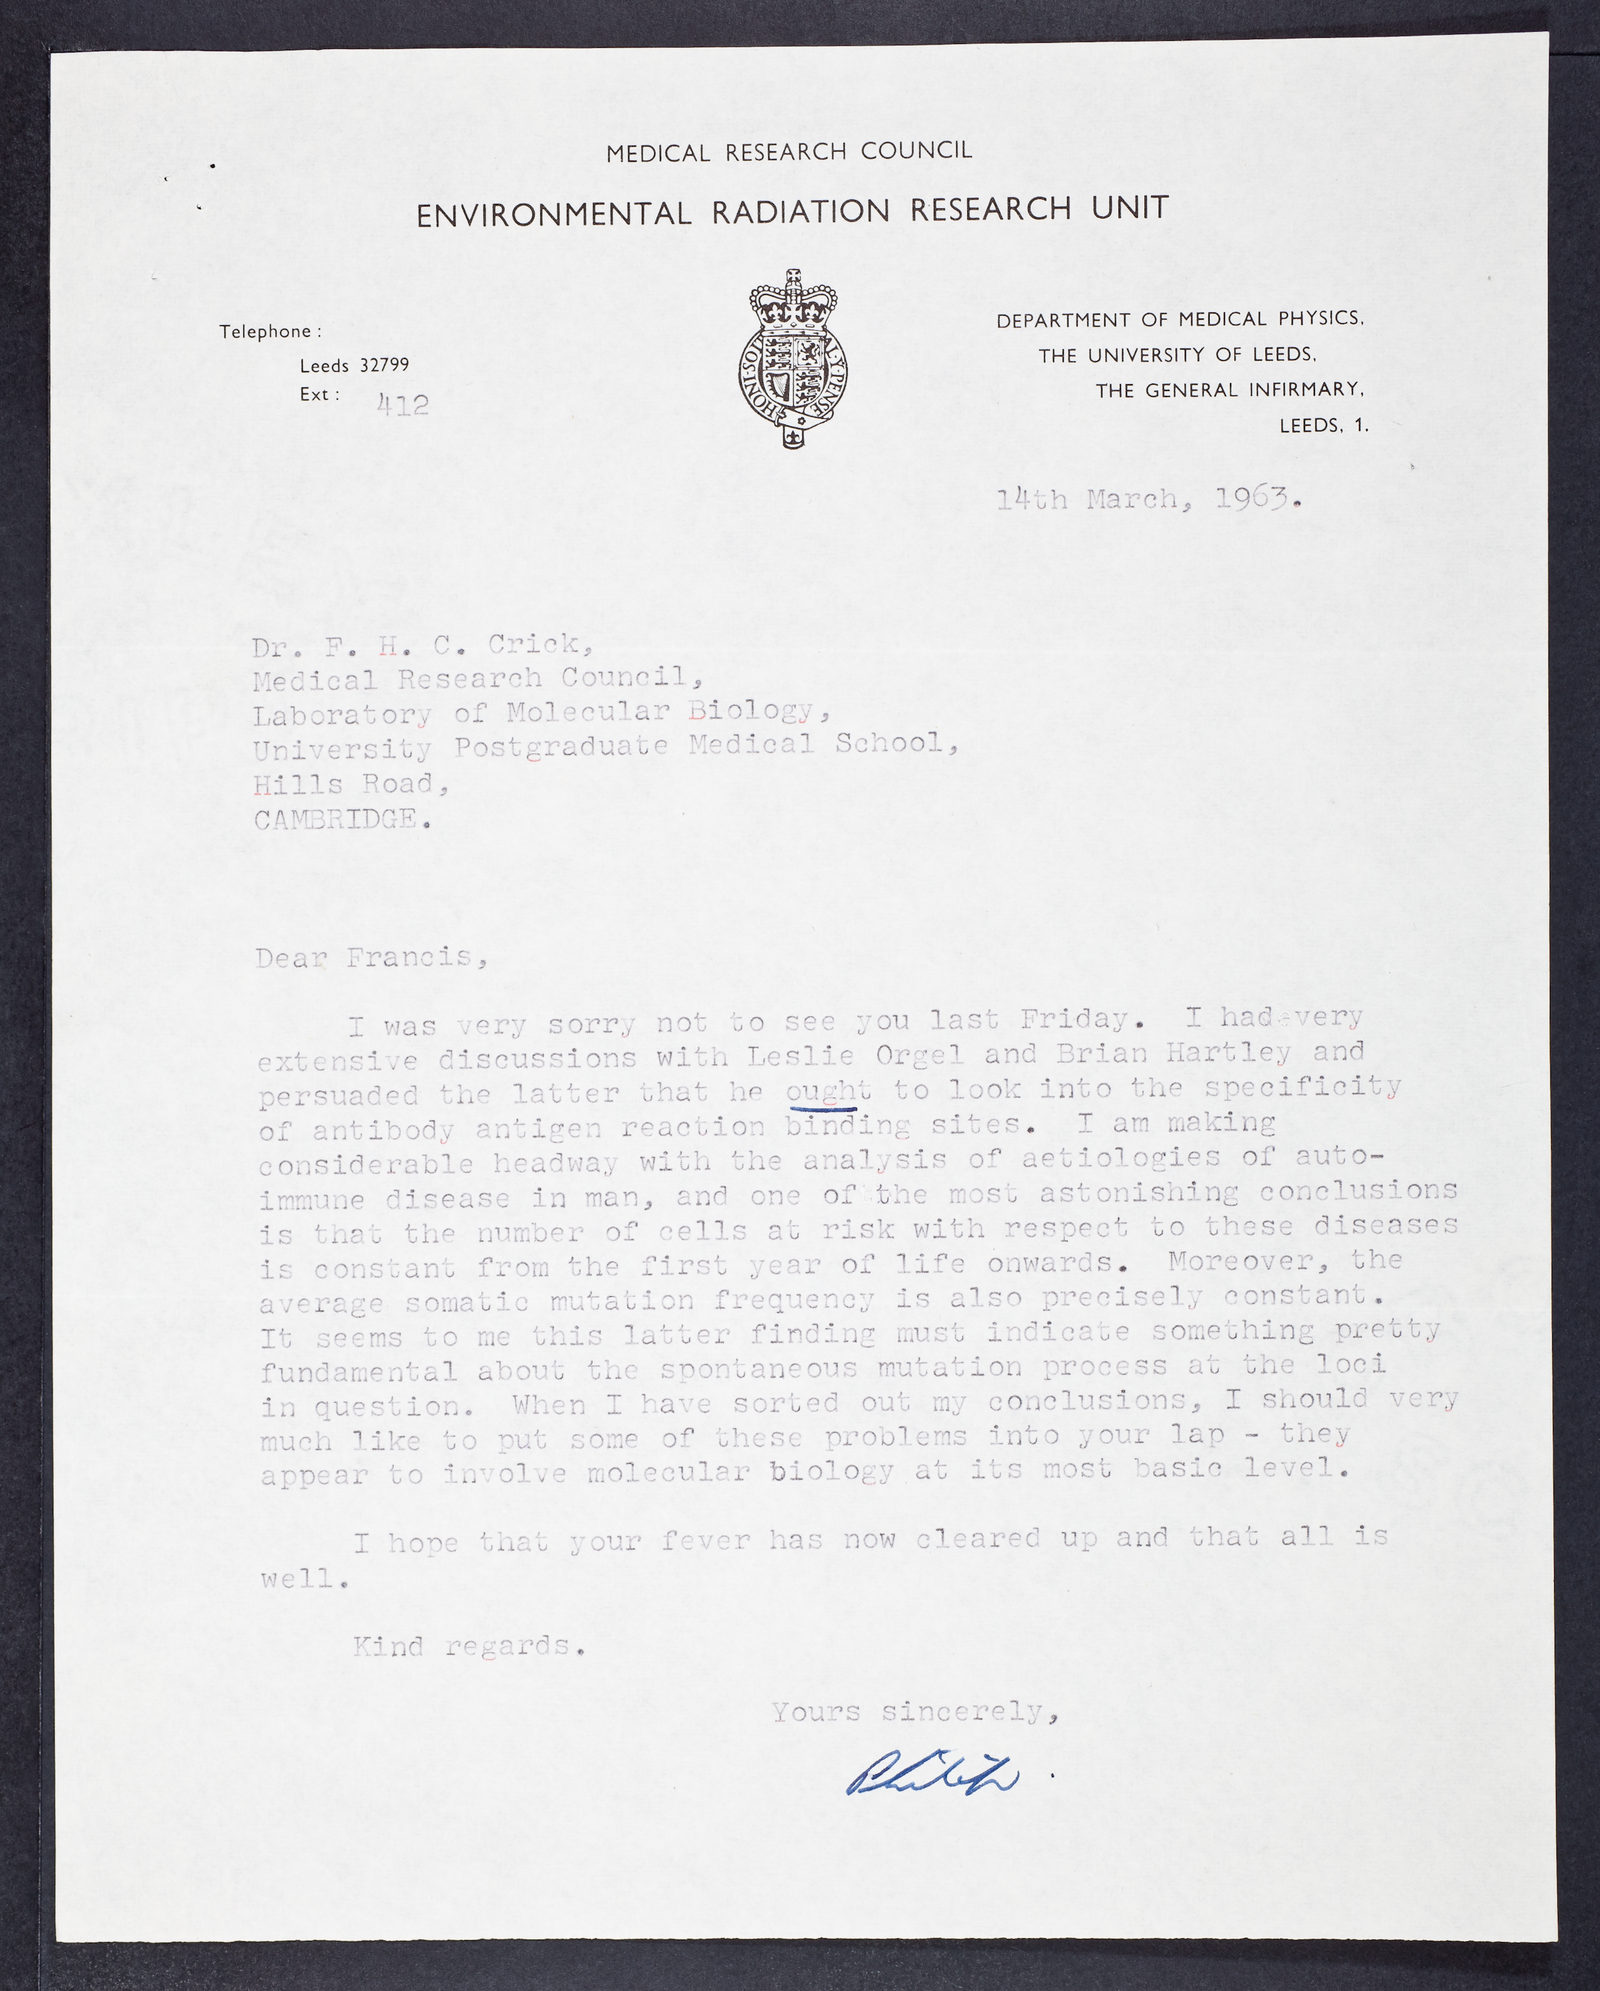 MEDICAL RESEARCH COUNCIL
ENVIRONMENTAL RADIATION RESEARCH UNIT
Telephone :
Leeds 32799
Ext : 412
HONI·SOIT AL·Y·PENSE
DEPARTMENT OF MEDICAL PHYSICS,
THE UNIVERSITY OF LEEDS,
THE GENERAL INFIRMARY,
LEEDS, 1.
14th March, 1963.
Dr. F. H. C. Crick,
Medical Research Council,
Laboratory of Molecular Biology,
University Postgraduate Medical School,
Hills Road,
CAMBRIDGE.
Dear Francis,
I was very sorry not to see you last Friday. I had very
extensive discussions with Leslie Orgel and Brian Hartley and
persuaded the latter that he ought to look into the specificity
of antibody antigen reaction binding sites. I am making
considerable headway with the analysis of aetiologies of auto-
immune disease in man, and one of the most astonishing conclusions
is that the number of cells at risk with respect to these diseases
is constant from the first year of life onwards. Moreover, the
average somatic mutation frequency is also precisely constant.
It seems to me this latter finding must indicate something pretty
fundamental about the spontaneous mutation process at the loci
in question. When I have sorted out my conclusions, I should very
much like to put some of these problems into your lap - they
appear to involve molecular biology at its most basic level.
I hope that your fever has now cleared up and that all is
well.
Kind regards.
Yours sincerely,
Philip.